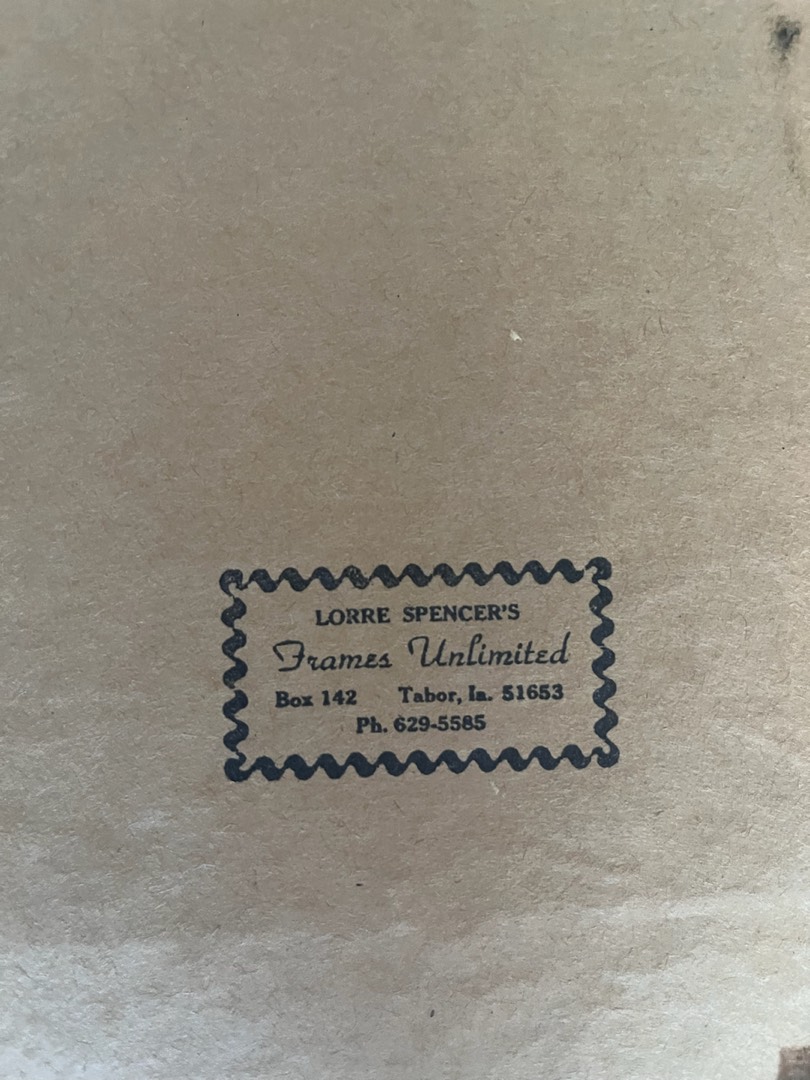 LORRE SPENCER'S
Frames Unlimited
Box 142 Tabor, Ia. 51653
Ph. 629-5585